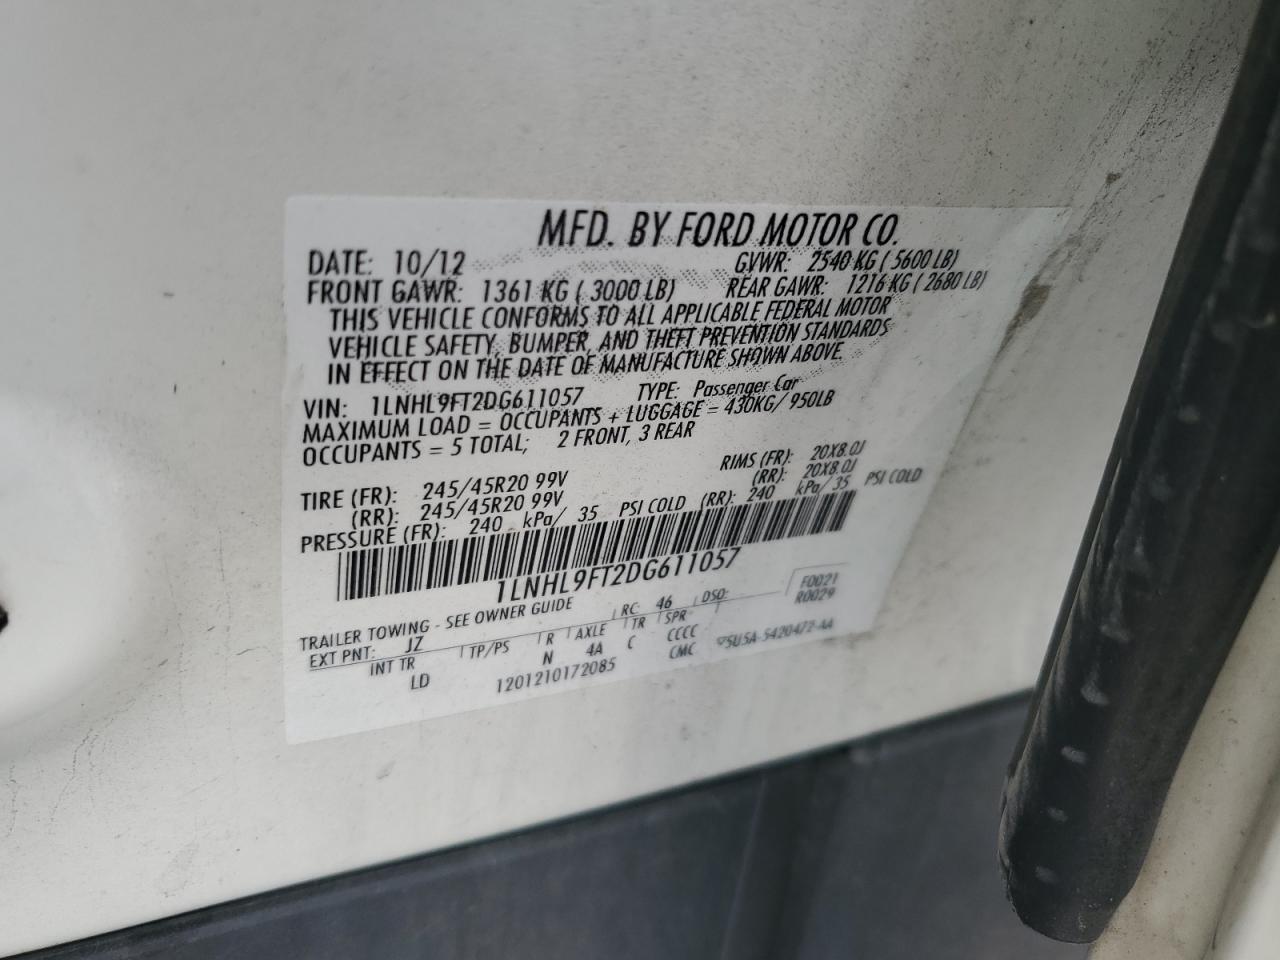 MFD. BY FORD MOTOR CO.
DATE: 10/12 GVWR: 2540 KG ( 5600 LB)
FRONT GAWR: 1361 KG ( 3000 LB) REAR GAWR: 1216 KG ( 2680 LB)
THIS VEHICLE CONFORMS TO ALL APPLICABLE FEDERAL MOTOR
VEHICLE SAFETY, BUMPER, AND THEFT PREVENTION STANDARDS
IN EFFECT ON THE DATE OF MANUFACTURE SHOWN ABOVE.
VIN: 1LNHL9FT2DG611057 TYPE: Passenger Car
MAXIMUM LOAD = OCCUPANTS + LUGGAGE = 430KG/ 950LB
OCCUPANTS = 5 TOTAL; 2 FRONT, 3 REAR
TIRE (FR): 245/45R20 99V RIMS (FR): 20X8.0J
(RR): 245/45R20 99V (RR): 20X8.0J
PRESSURE (FR): 240 kPa/ 35 PSI COLD (RR): 240 kPa/ 35 PSI COLD
1LNHL9FT2DG611057
TRAILER TOWING - SEE OWNER GUIDE RC: 46 DSO: F0021
R0029
EXT PNT: JZ TP/PS R AXLE TR SPR
INT TR N 4A C CCCC
LD 1201210172085 CMC 5U5A-5420472-AA